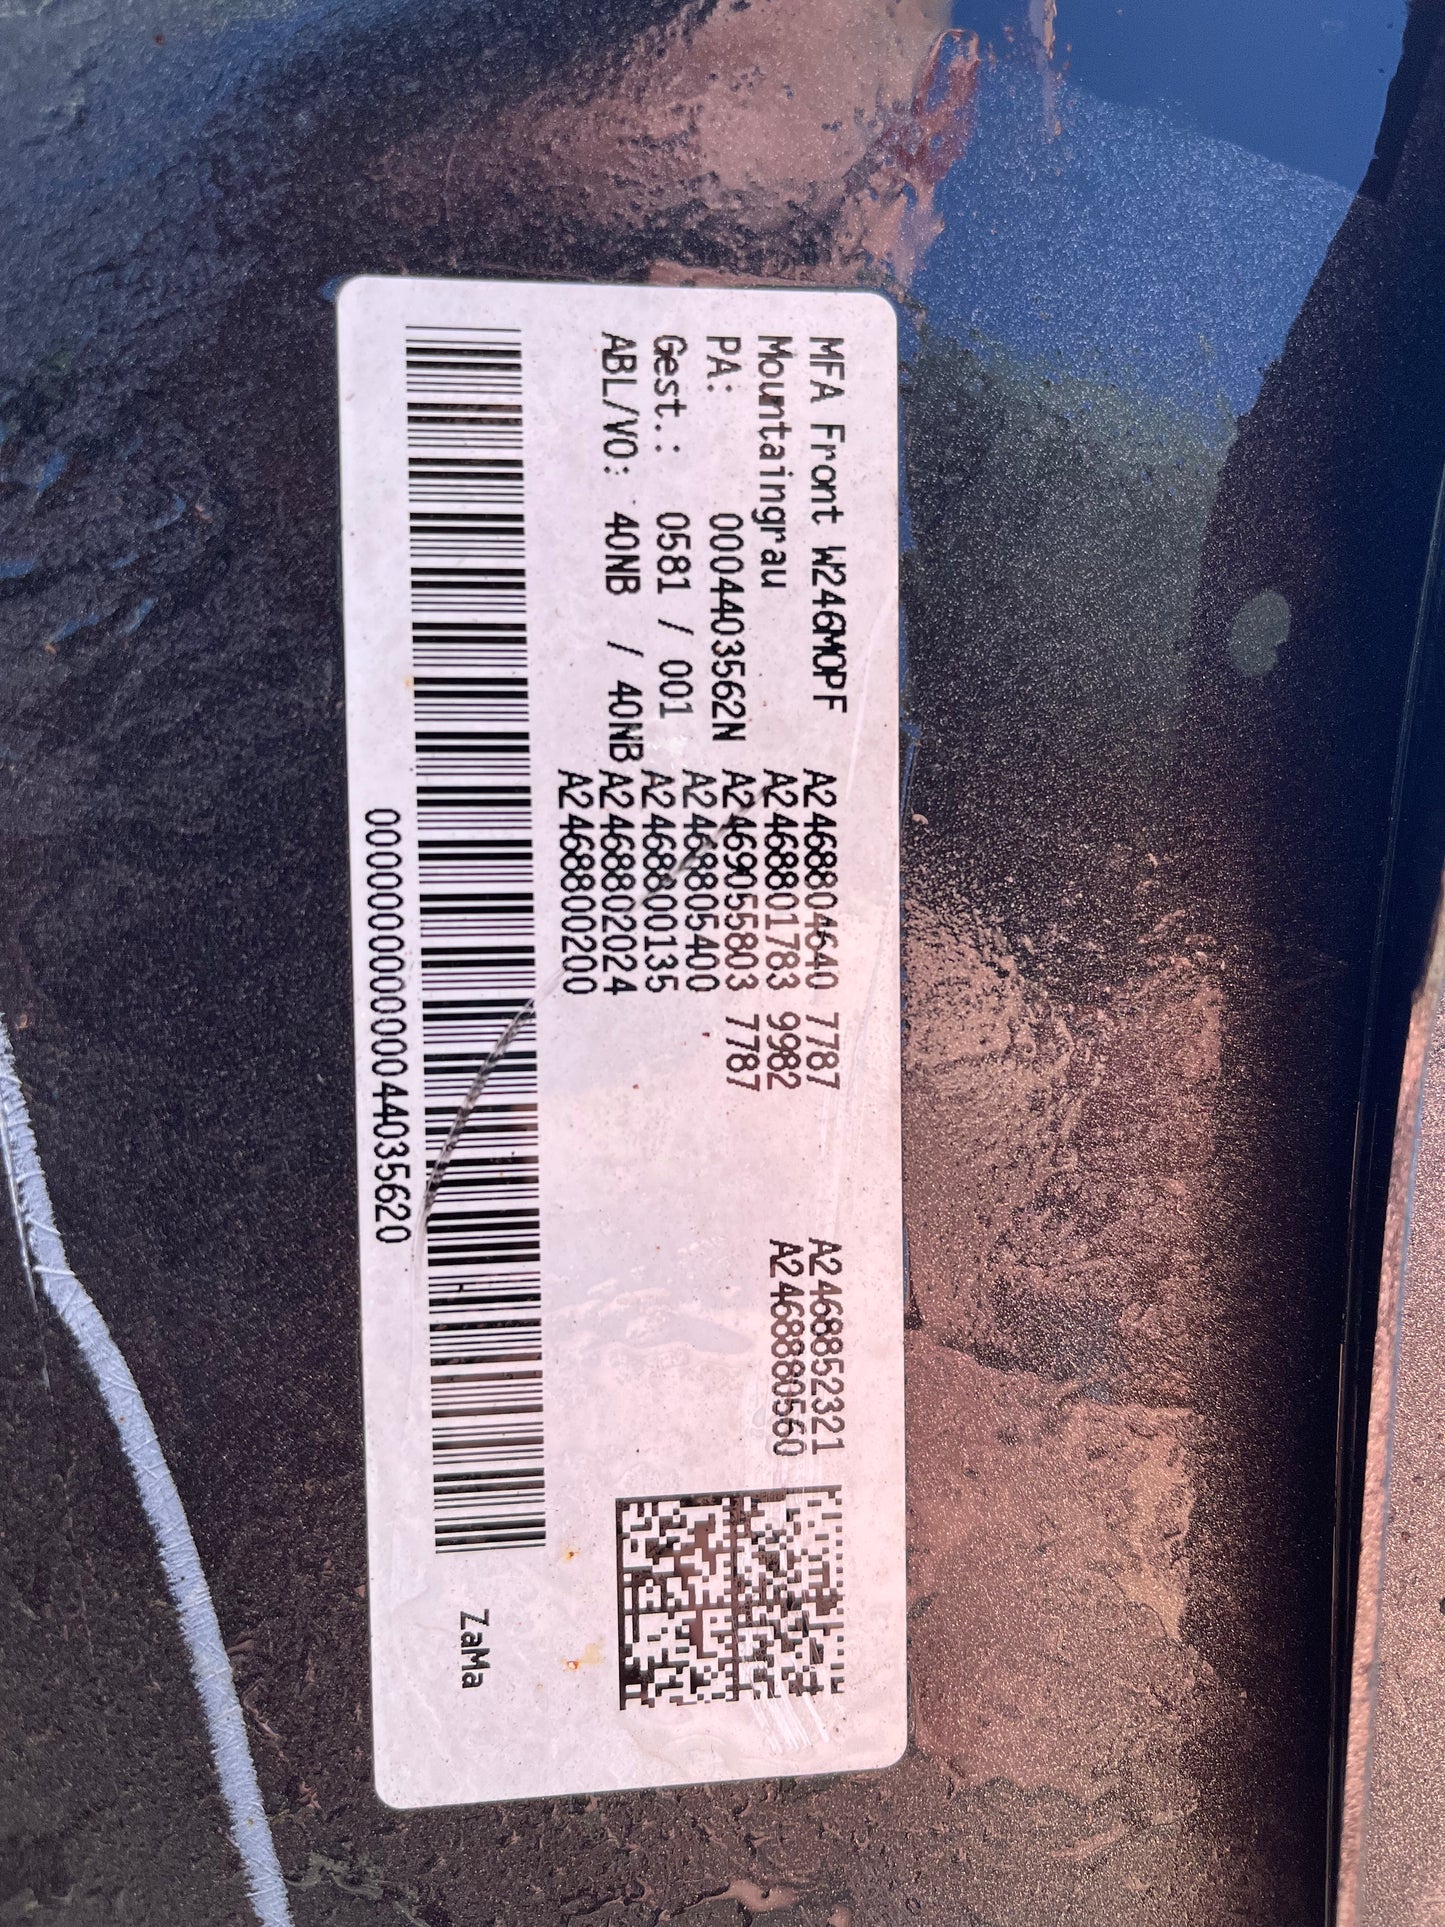 MFA Front W246MOPF
Mountaingrau
PA: 0004403562N
Gest.: 0581 / 001
ABL/VO: 40NB / 40NB
A2468804640 7787
A2468801783 9982
A2469055803 7787
A2468805400
A2468800135
A2468802024
A2468800200
A2468852321
A2468880560
ZaMa